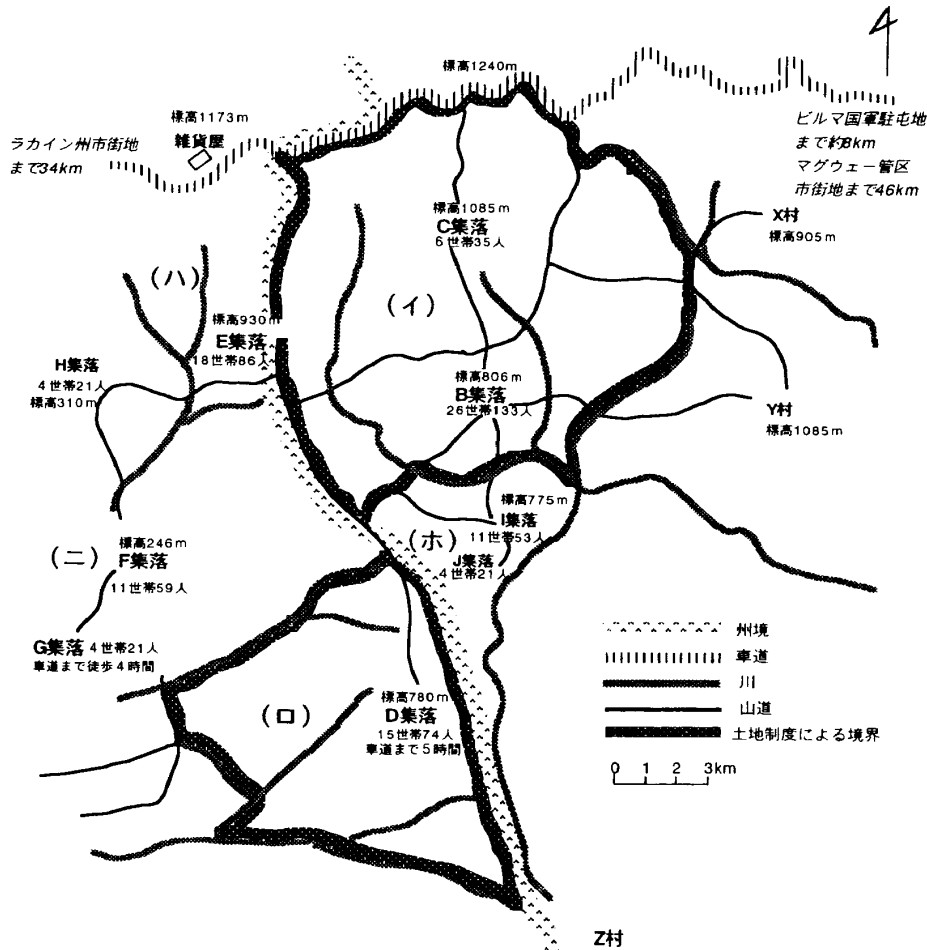 標高1240m
標高1173m
雑貨屋
ラカイン州市街地
まで34km
ビルマ国軍駐屯地
まで約8km
マグウェー管区
市街地まで46km
標高1085m
C集落
6世帯35人
X村
標高905m
(ハ)
(イ)
標高930m
E集落
18世帯86人
H集落
4世帯21人
標高310m
標高806m
B集落
26世帯133人
Y村
標高1085m
標高775m
I集落
11世帯53人
(ホ)
J集落
4世帯21人
(ニ)
標高246m
F集落
11世帯59人
G集落 4世帯21人
車道まで徒歩4時間
(ロ)
標高780m
D集落
15世帯74人
車道まで5時間
州境
車道
川
山道
土地制度による境界
0 1 2 3km
Z村